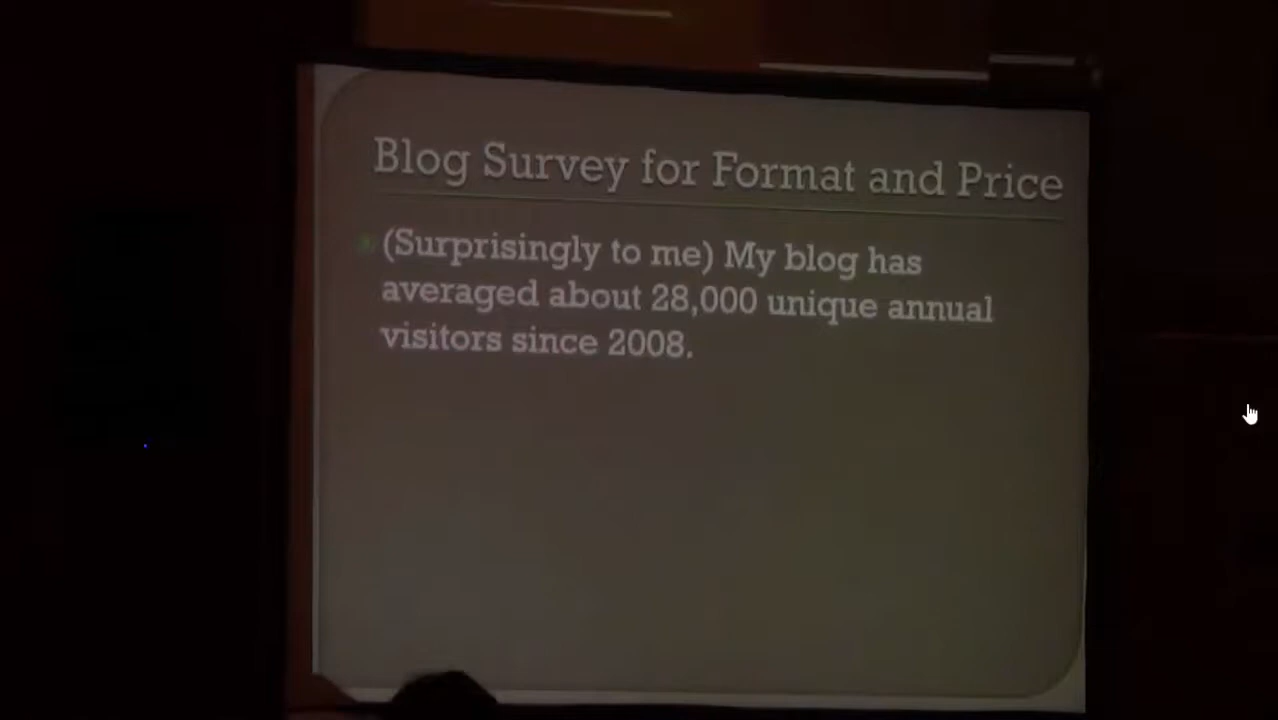 Blog Survey for Format and Price
(Surprisingly to me) My blog has
averaged about 28,000 unique annual
visitors since 2008.